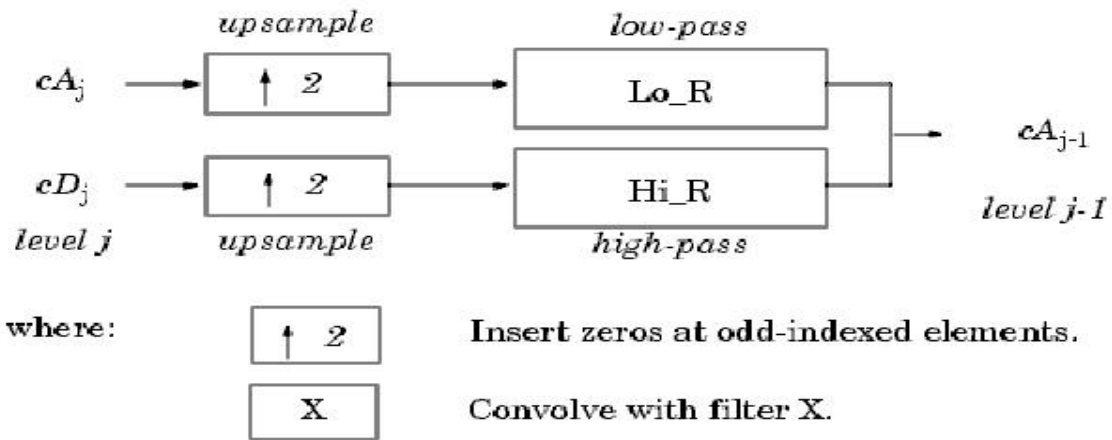 upsample low-pass
cAj ↑ 2 Lo_R
cAj-1
cDj ↑ 2 Hi_R
level j upsample high-pass level j-1
where: ↑ 2 Insert zeros at odd-indexed elements.
X Convolve with filter X.